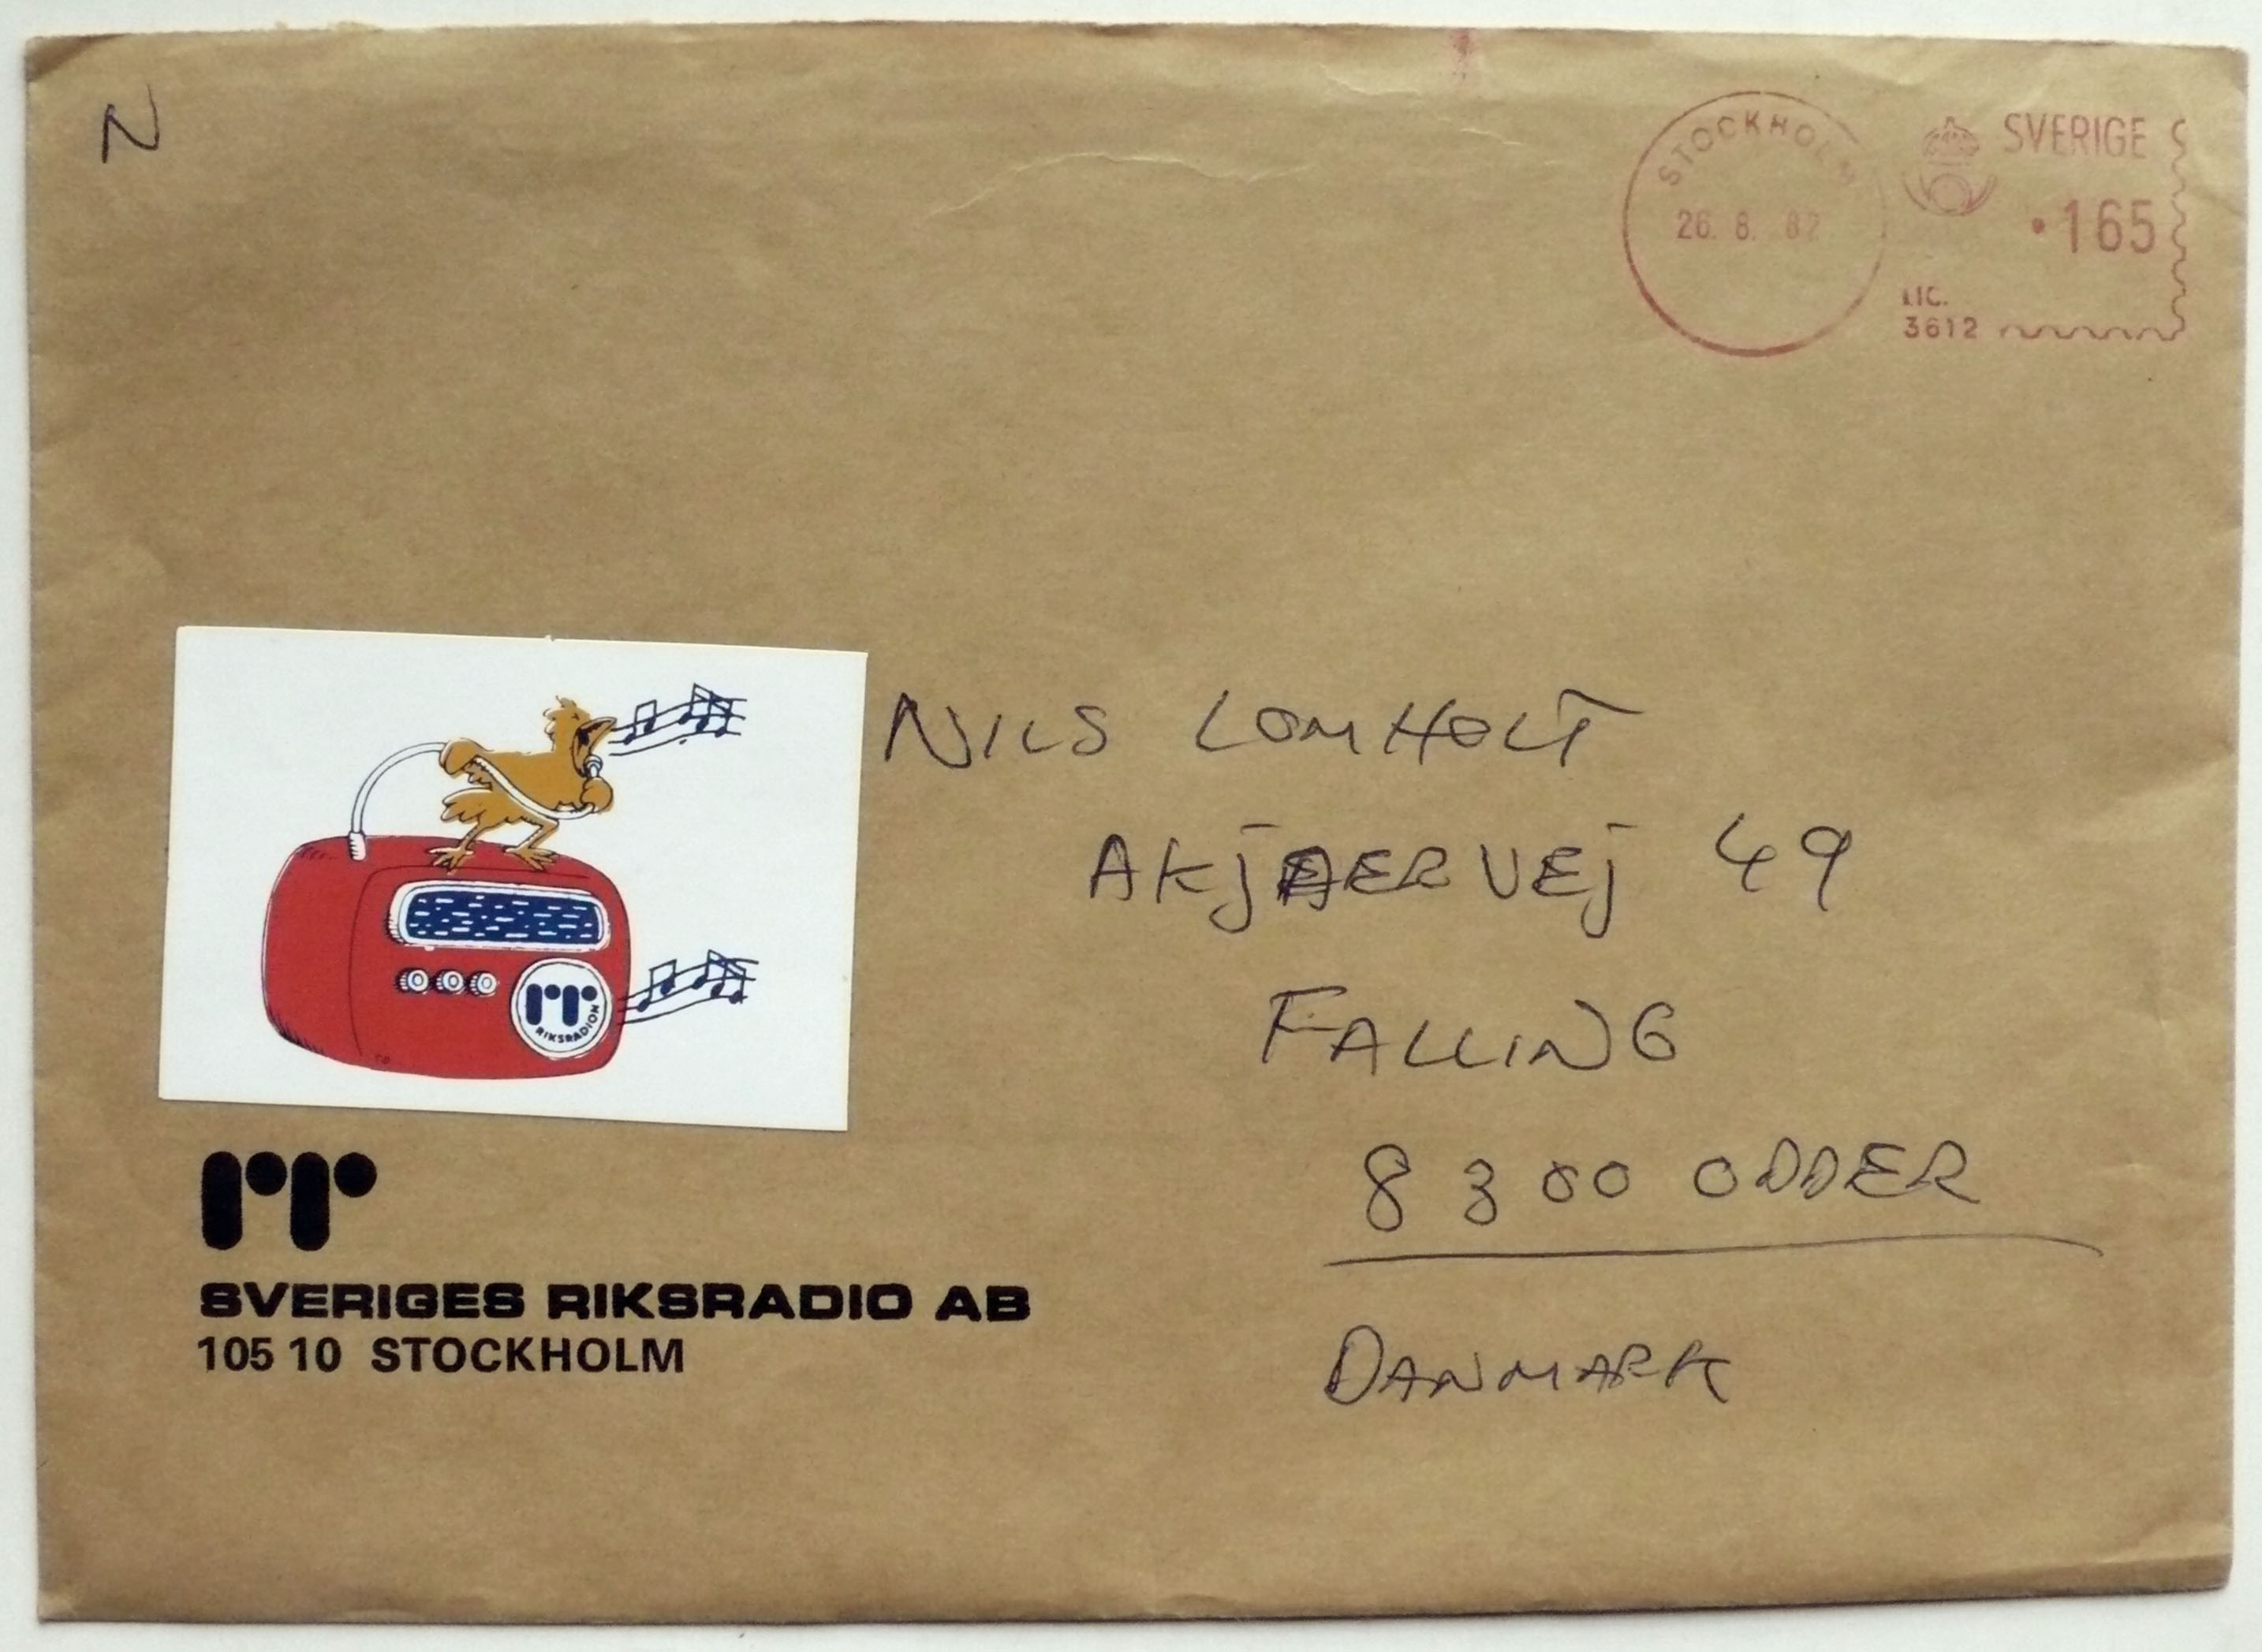 N
STOCKHOLM
26. 8. 82
SVERIGE
165
LIC.
3612
NILS LOMHOLT
AKJAERVEJ 49
FALLING
8300 ODDER
DANMARK
rr
RIKSRADION
rr
SVERIGES RIKSRADIO AB
105 10 STOCKHOLM